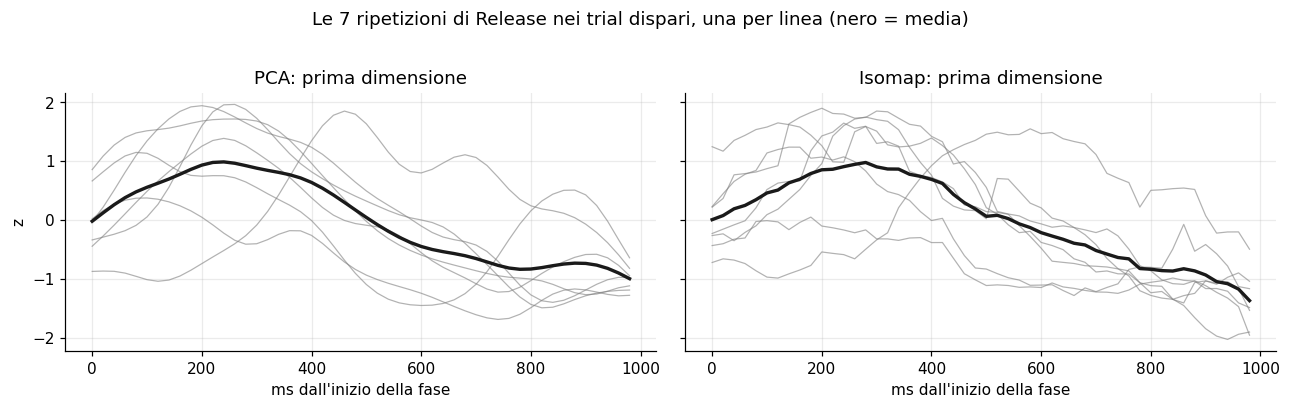 Le 7 ripetizioni di Release nei trial dispari, una per linea (nero = media)
PCA: prima dimensione
Isomap: prima dimensione
2
1
0
−1
−2
z
0 200 400 600 800 1000
0 200 400 600 800 1000
ms dall'inizio della fase
ms dall'inizio della fase